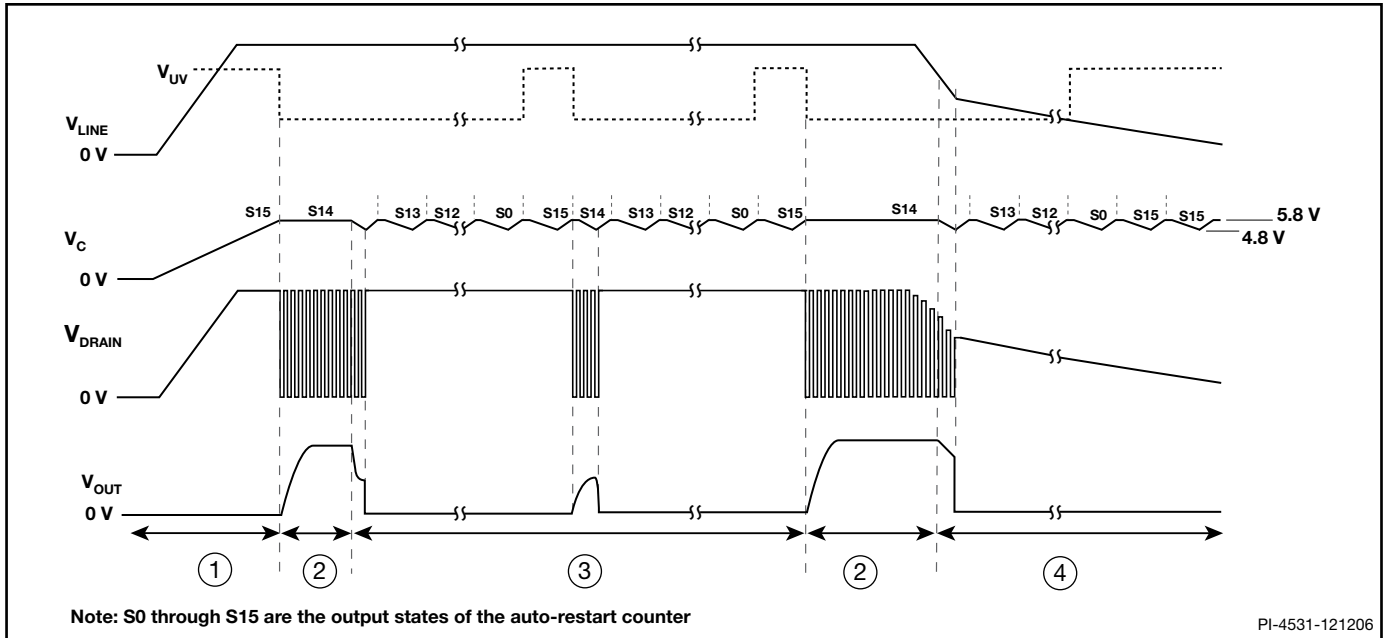 V_UV
V_LINE
0 V
S15 S14 S13 S12 S0 S15 S14 S13 S12 S0 S15 S14 S13 S12 S0 S15 S15 5.8 V
4.8 V
V_C
0 V
V_DRAIN
0 V
V_OUT
0 V
1 2 3 2 4
Note: S0 through S15 are the output states of the auto-restart counter
PI-4531-121206